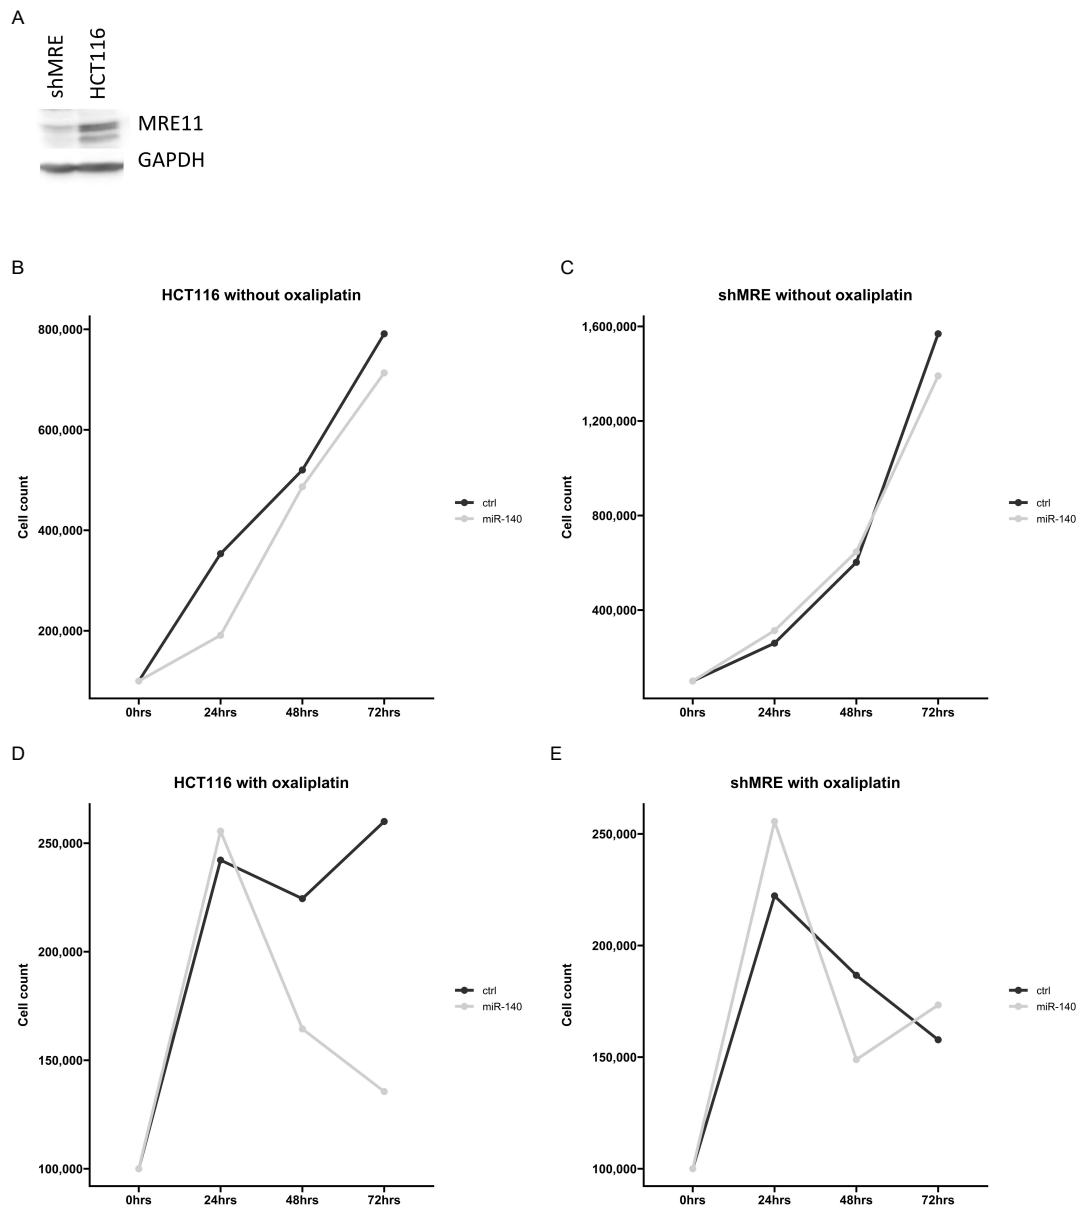 A
shMRE
HCT116
MRE11
GAPDH
B
HCT116 without oxaliplatin
800,000
600,000
400,000
200,000
Cell count
0hrs 24hrs 48hrs 72hrs
ctrl
miR-140
C
shMRE without oxaliplatin
1,600,000
1,200,000
800,000
400,000
Cell count
0hrs 24hrs 48hrs 72hrs
ctrl
miR-140
D
HCT116 with oxaliplatin
250,000
200,000
150,000
100,000
Cell count
0hrs 24hrs 48hrs 72hrs
ctrl
miR-140
E
shMRE with oxaliplatin
250,000
200,000
150,000
100,000
Cell count
0hrs 24hrs 48hrs 72hrs
ctrl
miR-140